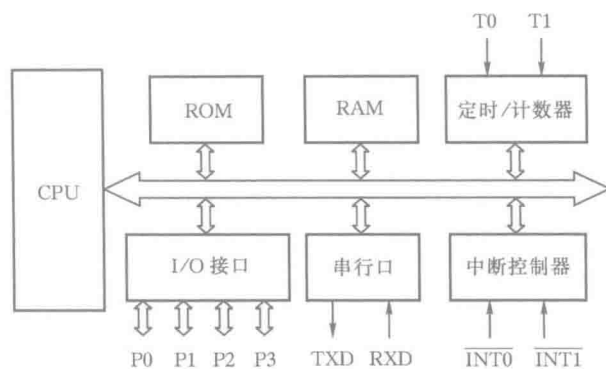 T0 T1
ROM RAM 定时/计数器
CPU
I/O 接口 串行口 中断控制器
P0 P1 P2 P3 TXD RXD INT0 INT1